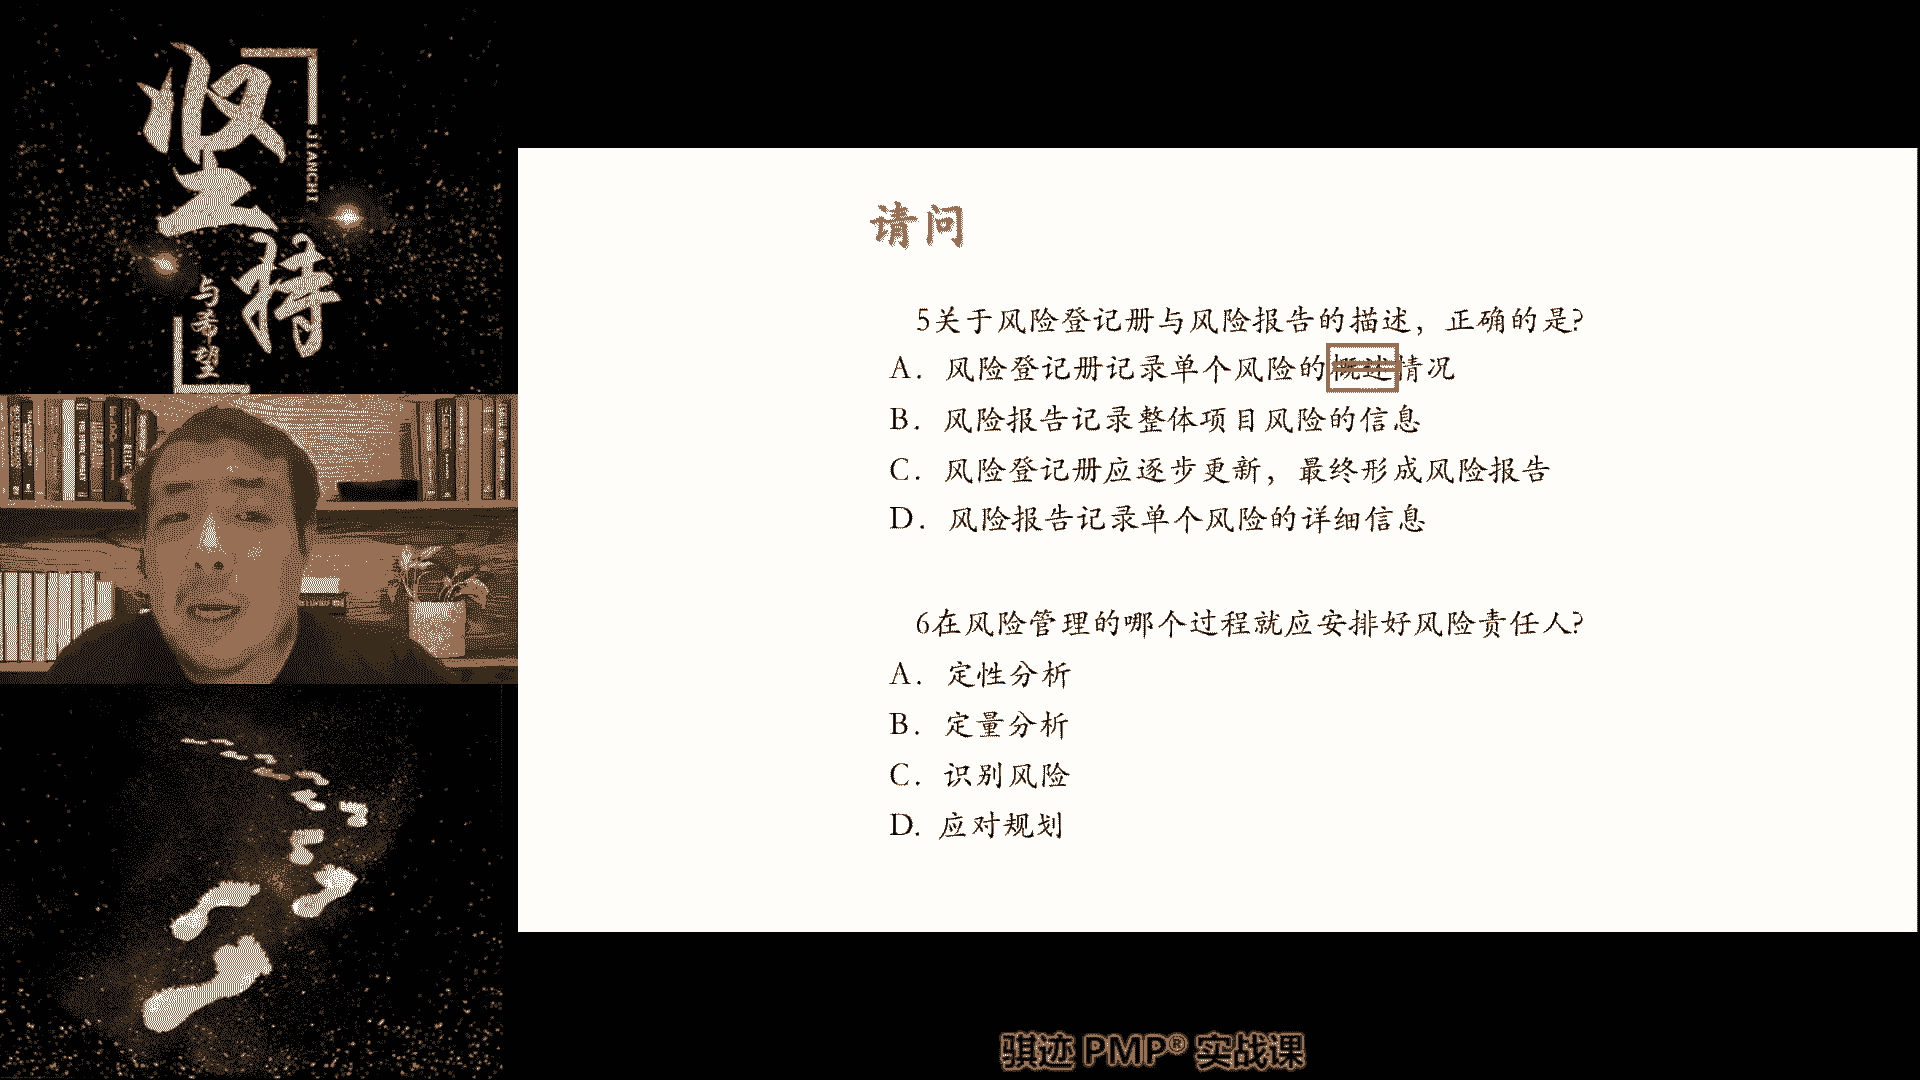 坚持
JIANCHI
与希望
请问
5关于风险登记册与风险报告的描述，正确的是?
A. 风险登记册记录单个风险的概述情况
B. 风险报告记录整体项目风险的信息
C. 风险登记册应逐步更新，最终形成风险报告
D. 风险报告记录单个风险的详细信息
6在风险管理的哪个过程就应安排好风险责任人?
A. 定性分析
B. 定量分析
C. 识别风险
D. 应对规划
骐迹 PMP® 实战课